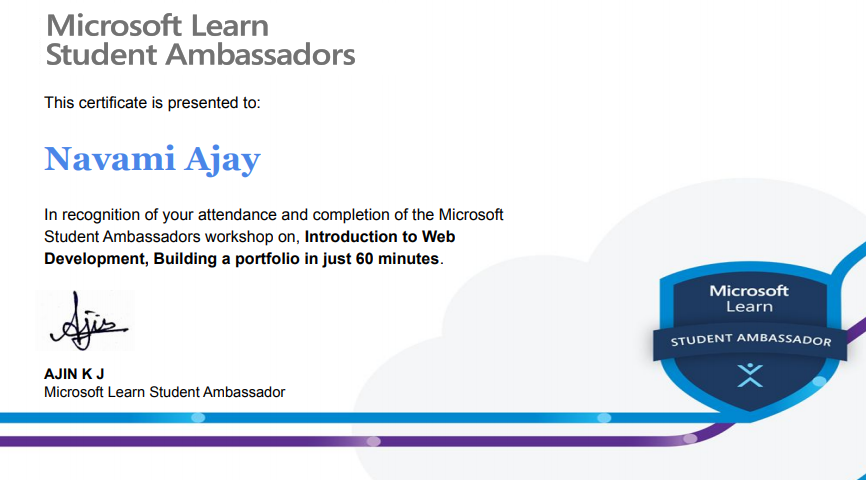 Microsoft Learn
Student Ambassadors
This certificate is presented to:
Navami Ajay
In recognition of your attendance and completion of the Microsoft
Student Ambassadors workshop on, Introduction to Web
Development, Building a portfolio in just 60 minutes.
Ajin
AJIN K J
Microsoft Learn Student Ambassador
Microsoft
Learn
STUDENT AMBASSADOR